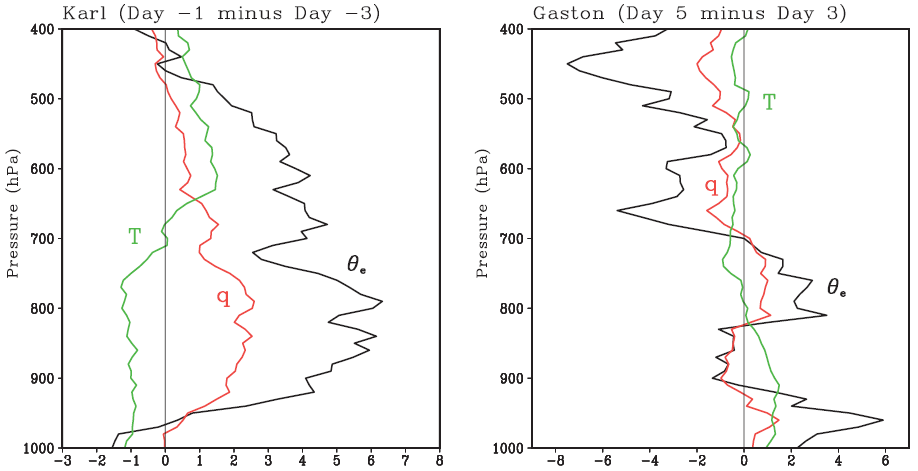 Karl (Day −1 minus Day −3)
Pressure (hPa)
400
500
600
700
800
900
1000
T
q
θe
-3 -2 -1 0 1 2 3 4 5 6 7 8
Gaston (Day 5 minus Day 3)
Pressure (hPa)
400
500
600
700
800
900
1000
T
q
θe
-8 -6 -4 -2 0 2 4 6